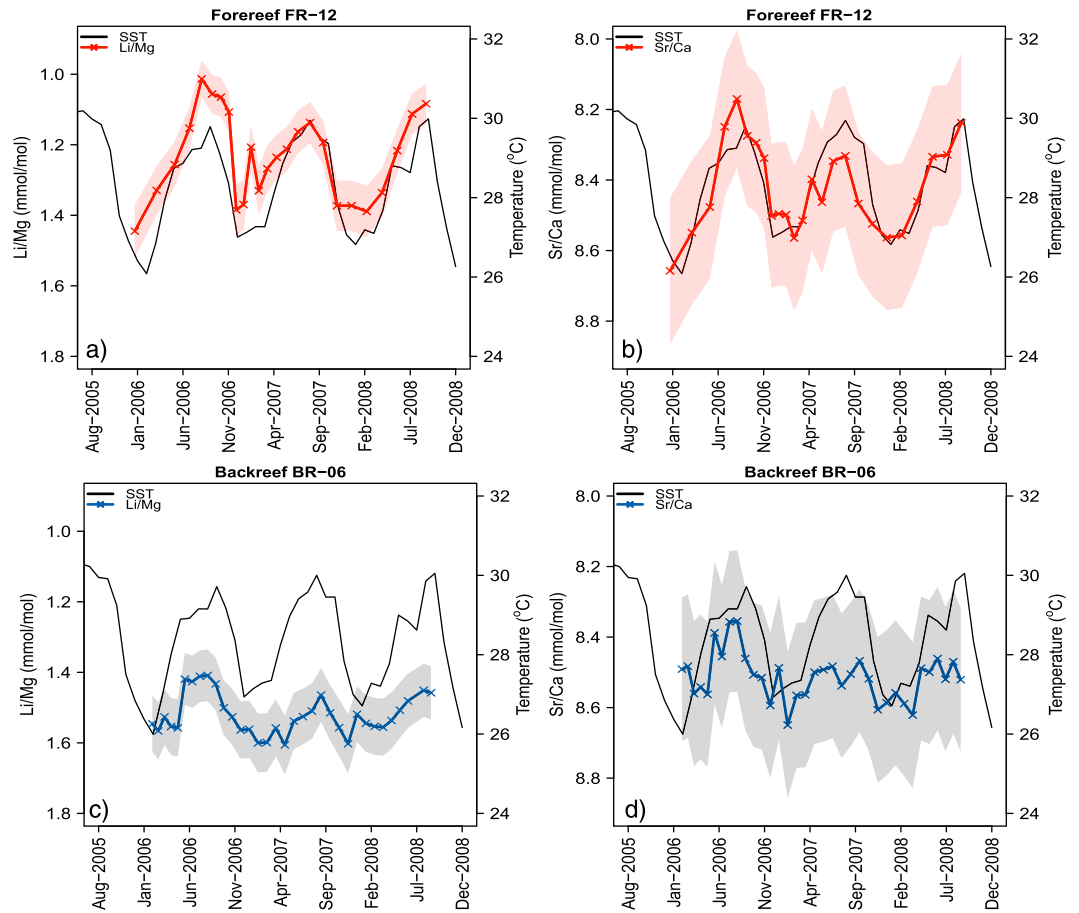 Forereef FR−12
SST
Li/Mg
Li/Mg (mmol/mol)
1.0
1.2
1.4
1.6
1.8
Temperature (°C)
32
30
28
26
24
a)
Aug−2005
Jan−2006
Jun−2006
Nov−2006
Apr−2007
Sep−2007
Feb−2008
Jul−2008
Dec−2008
Forereef FR−12
SST
Sr/Ca
Sr/Ca (mmol/mol)
8.0
8.2
8.4
8.6
8.8
Temperature (°C)
32
30
28
26
24
b)
Aug−2005
Jan−2006
Jun−2006
Nov−2006
Apr−2007
Sep−2007
Feb−2008
Jul−2008
Dec−2008
Backreef BR−06
SST
Li/Mg
Li/Mg (mmol/mol)
1.0
1.2
1.4
1.6
1.8
Temperature (°C)
32
30
28
26
24
c)
Aug−2005
Jan−2006
Jun−2006
Nov−2006
Apr−2007
Sep−2007
Feb−2008
Jul−2008
Dec−2008
Backreef BR−06
SST
Sr/Ca
Sr/Ca (mmol/mol)
8.0
8.2
8.4
8.6
8.8
Temperature (°C)
32
30
28
26
24
d)
Aug−2005
Jan−2006
Jun−2006
Nov−2006
Apr−2007
Sep−2007
Feb−2008
Jul−2008
Dec−2008